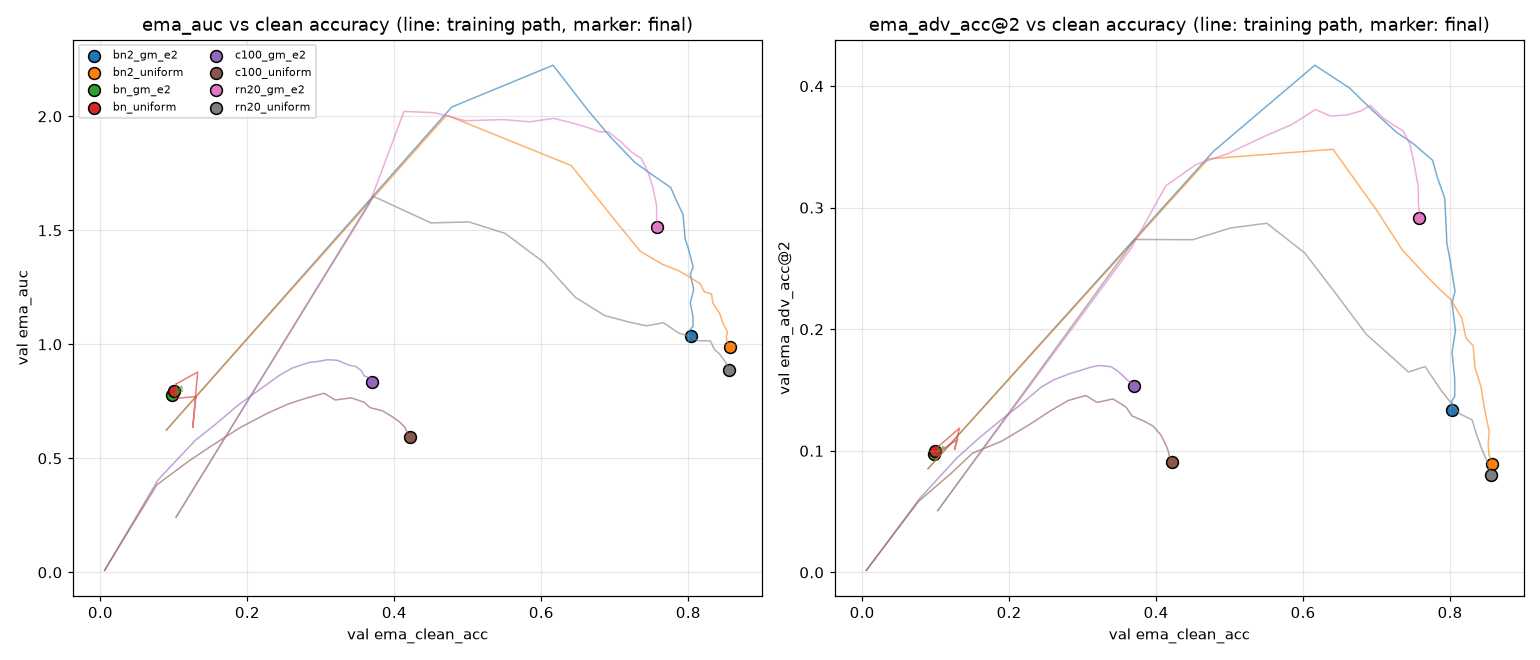 ema_auc vs clean accuracy (line: training path, marker: final)
bn2_gm_e2
bn2_uniform
bn_gm_e2
bn_uniform
c100_gm_e2
c100_uniform
rn20_gm_e2
rn20_uniform
val ema_auc
2.0
1.5
1.0
0.5
0.0
0.0 0.2 0.4 0.6 0.8
val ema_clean_acc
ema_adv_acc@2 vs clean accuracy (line: training path, marker: final)
val ema_adv_acc@2
0.4
0.3
0.2
0.1
0.0
0.0 0.2 0.4 0.6 0.8
val ema_clean_acc